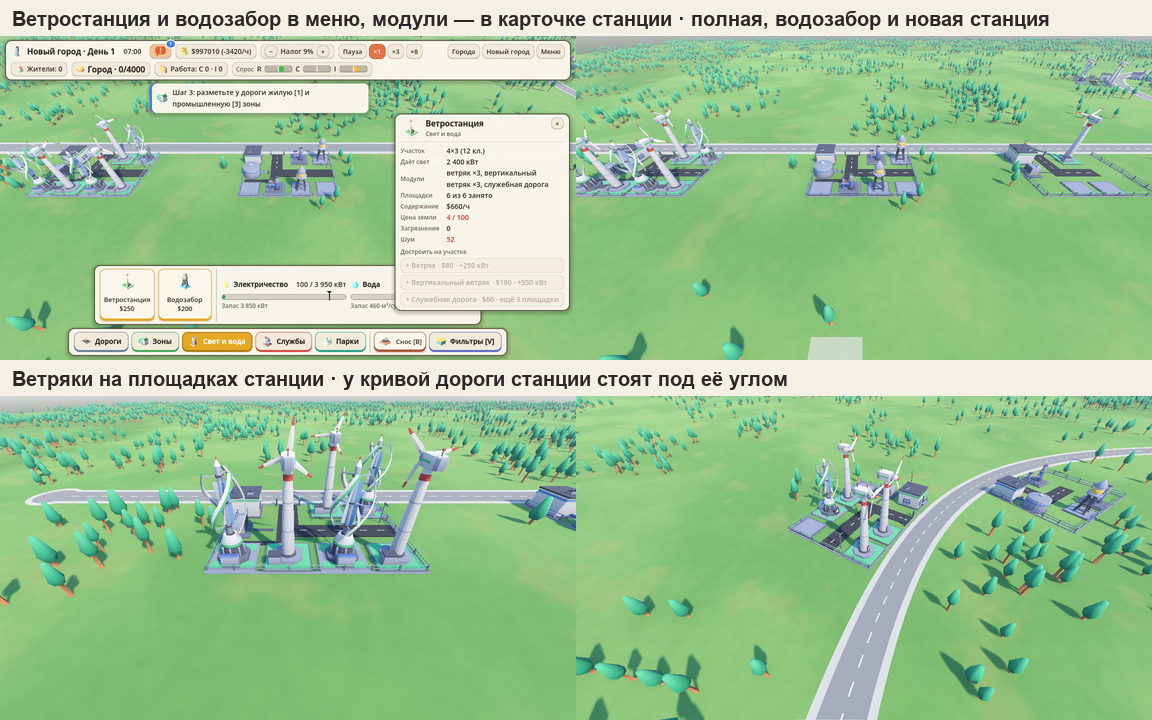 Ветростанция и водозабор в меню, модули — в карточке станции · полная, водозабор и новая станция
Новый город · День 1 07:00 1 $997010 (-3420/ч) − Налог 9% + Пауза ×1 ×3 ×8 Города Новый город Меню
Жители: 0 Город · 0/4000 Работа: С 0 · I 0 Спрос R C I
Шаг 3: разметьте у дороги жилую [1] и
промышленную [3] зоны
Ветростанция ×
Свет и вода
Участок 4×3 (12 кл.)
Даёт свет 2 400 кВт
Модули ветряк ×3, вертикальный
ветряк ×3, служебная дорога
Площадки 6 из 6 занято
Содержание $660/ч
Цена земли 4 / 100
Загрязнение 0
Шум 52
Достроить на участке
+ Ветряк · $80 · +250 кВт
+ Вертикальный ветряк · $180 · +550 кВт
+ Служебная дорога · $60 · ещё 3 площадки
Ветростанция
$250
Водозабор
$200
Электричество 100 / 3 950 кВт
Запас 3 850 кВт
Вода
Запас 460 м³/с
Дороги Зоны Свет и вода Службы Парки Снос [B] Фильтры [V]
Ветряки на площадках станции · у кривой дороги станции стоят под её углом